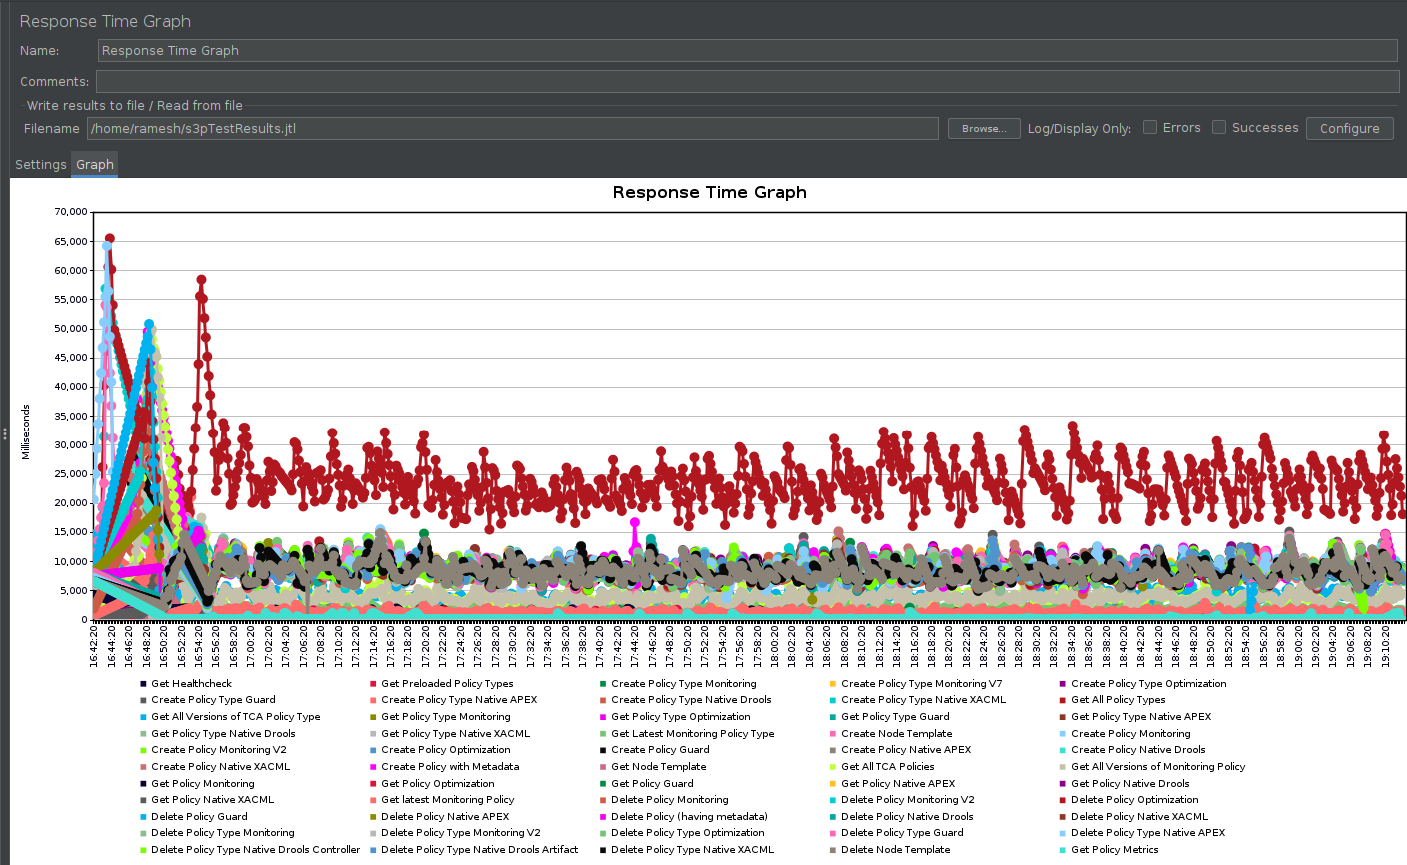 Response Time Graph
Name: Response Time Graph
Comments:
Write results to file / Read from file
Filename /home/ramesh/s3pTestResults.jtl Browse... Log/Display Only: Errors Successes Configure
Settings Graph
Response Time Graph
70,000
65,000
60,000
55,000
50,000
45,000
40,000
35,000
30,000
25,000
20,000
15,000
10,000
5,000
0
Milliseconds
16:42:20 16:44:20 16:46:20 16:48:20 16:50:20 16:52:20 16:54:20 16:56:20 16:58:20 17:00:20 17:02:20 17:04:20 17:06:20 17:08:20 17:10:20 17:12:20 17:14:20 17:16:20 17:18:20 17:20:20 17:22:20 17:24:20 17:26:20 17:28:20 17:30:20 17:32:20 17:34:20 17:36:20 17:38:20 17:40:20 17:42:20 17:44:20 17:46:20 17:48:20 17:50:20 17:52:20 17:54:20 17:56:20 17:58:20 18:00:20 18:02:20 18:04:20 18:06:20 18:08:20 18:10:20 18:12:20 18:14:20 18:16:20 18:18:20 18:20:20 18:22:20 18:24:20 18:26:20 18:28:20 18:30:20 18:32:20 18:34:20 18:36:20 18:38:20 18:40:20 18:42:20 18:44:20 18:46:20 18:48:20 18:50:20 18:52:20 18:54:20 18:56:20 18:58:20 19:00:20 19:02:20 19:04:20 19:06:20 19:08:20 19:10:20
Get Healthcheck Get Preloaded Policy Types Create Policy Type Monitoring Create Policy Type Monitoring V7 Create Policy Type Optimization
Create Policy Type Guard Create Policy Type Native APEX Create Policy Type Native Drools Create Policy Type Native XACML Get All Policy Types
Get All Versions of TCA Policy Type Get Policy Type Monitoring Get Policy Type Optimization Get Policy Type Guard Get Policy Type Native APEX
Get Policy Type Native Drools Get Policy Type Native XACML Get Latest Monitoring Policy Type Create Node Template Create Policy Monitoring
Create Policy Monitoring V2 Create Policy Optimization Create Policy Guard Create Policy Native APEX Create Policy Native Drools
Create Policy Native XACML Create Policy with Metadata Get Node Template Get All TCA Policies Get All Versions of Monitoring Policy
Get Policy Monitoring Get Policy Optimization Get Policy Guard Get Policy Native APEX Get Policy Native Drools
Get Policy Native XACML Get latest Monitoring Policy Delete Policy Monitoring Delete Policy Monitoring V2 Delete Policy Optimization
Delete Policy Guard Delete Policy Native APEX Delete Policy (having metadata) Delete Policy Native Drools Delete Policy Native XACML
Delete Policy Type Monitoring Delete Policy Type Monitoring V2 Delete Policy Type Optimization Delete Policy Type Guard Delete Policy Type Native APEX
Delete Policy Type Native Drools Controller Delete Policy Type Native Drools Artifact Delete Policy Type Native XACML Delete Node Template Get Policy Metrics